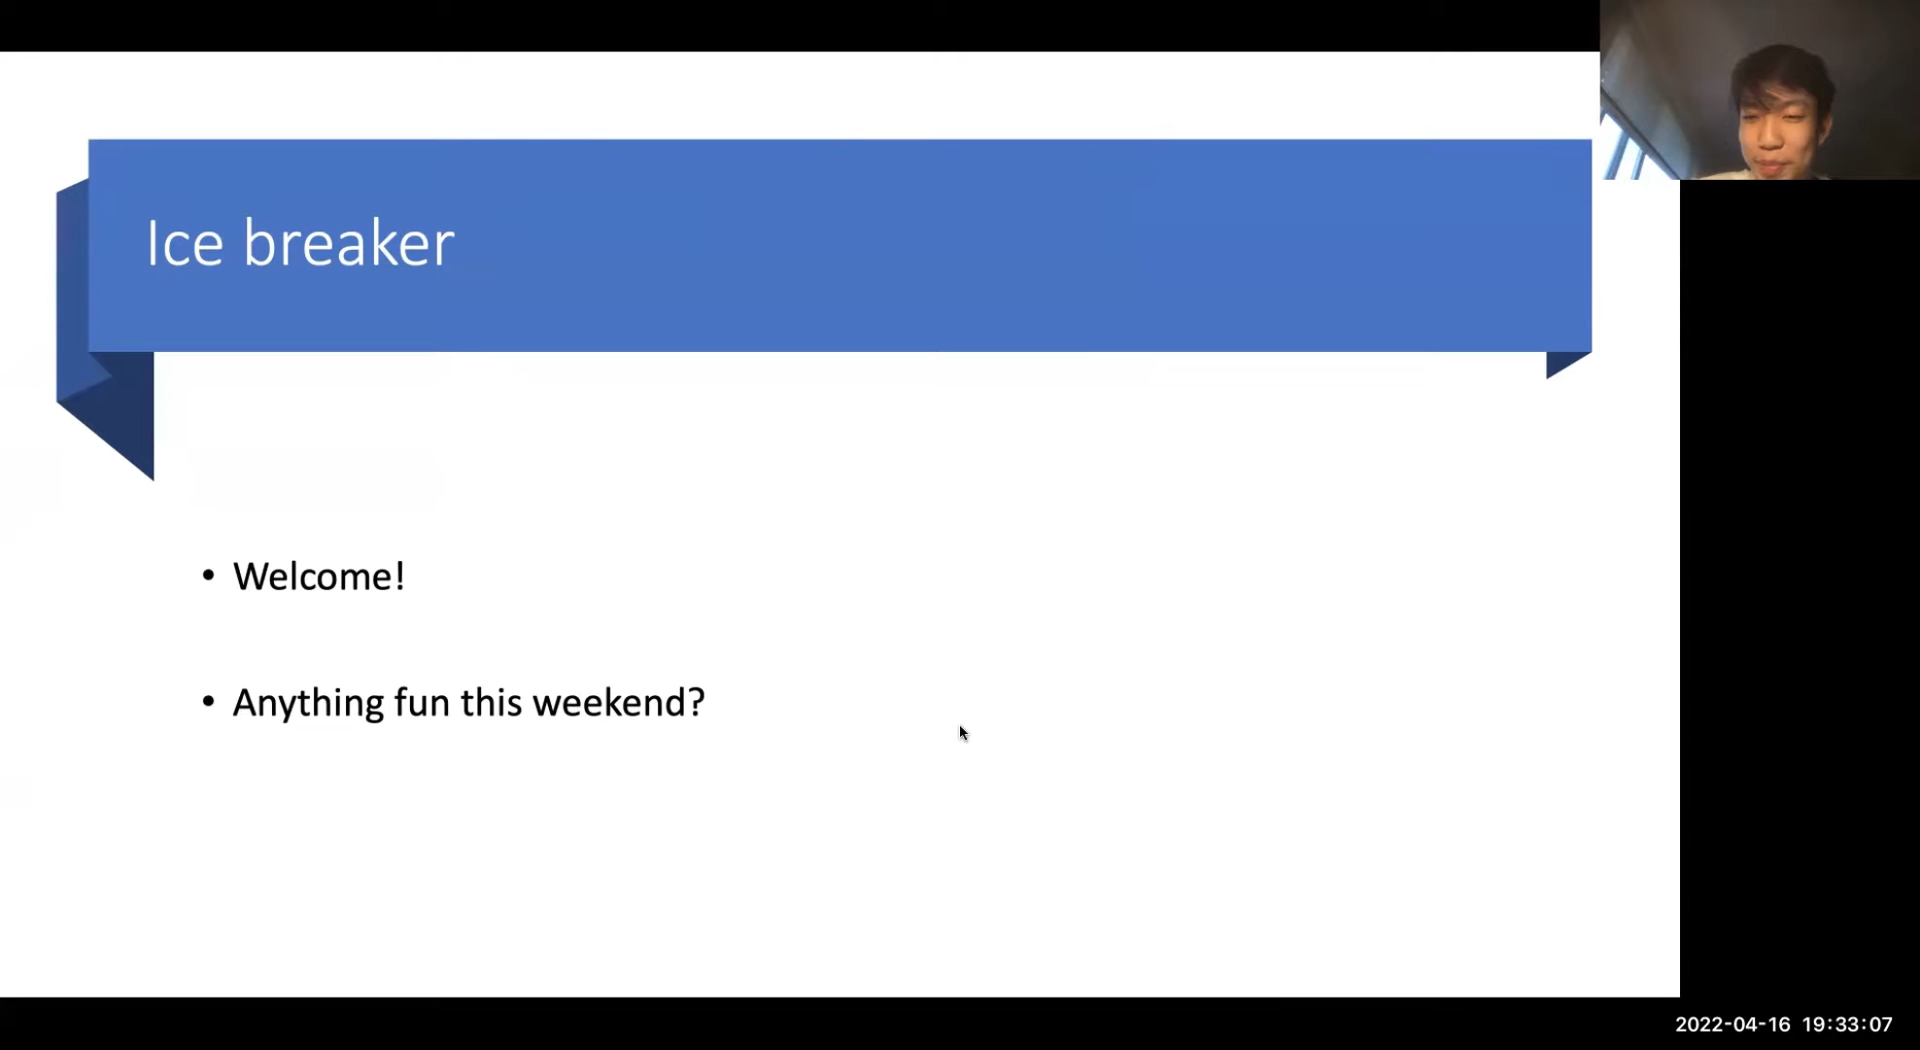 Ice breaker
• Welcome!
• Anything fun this weekend?
2022-04-16 19:33:07